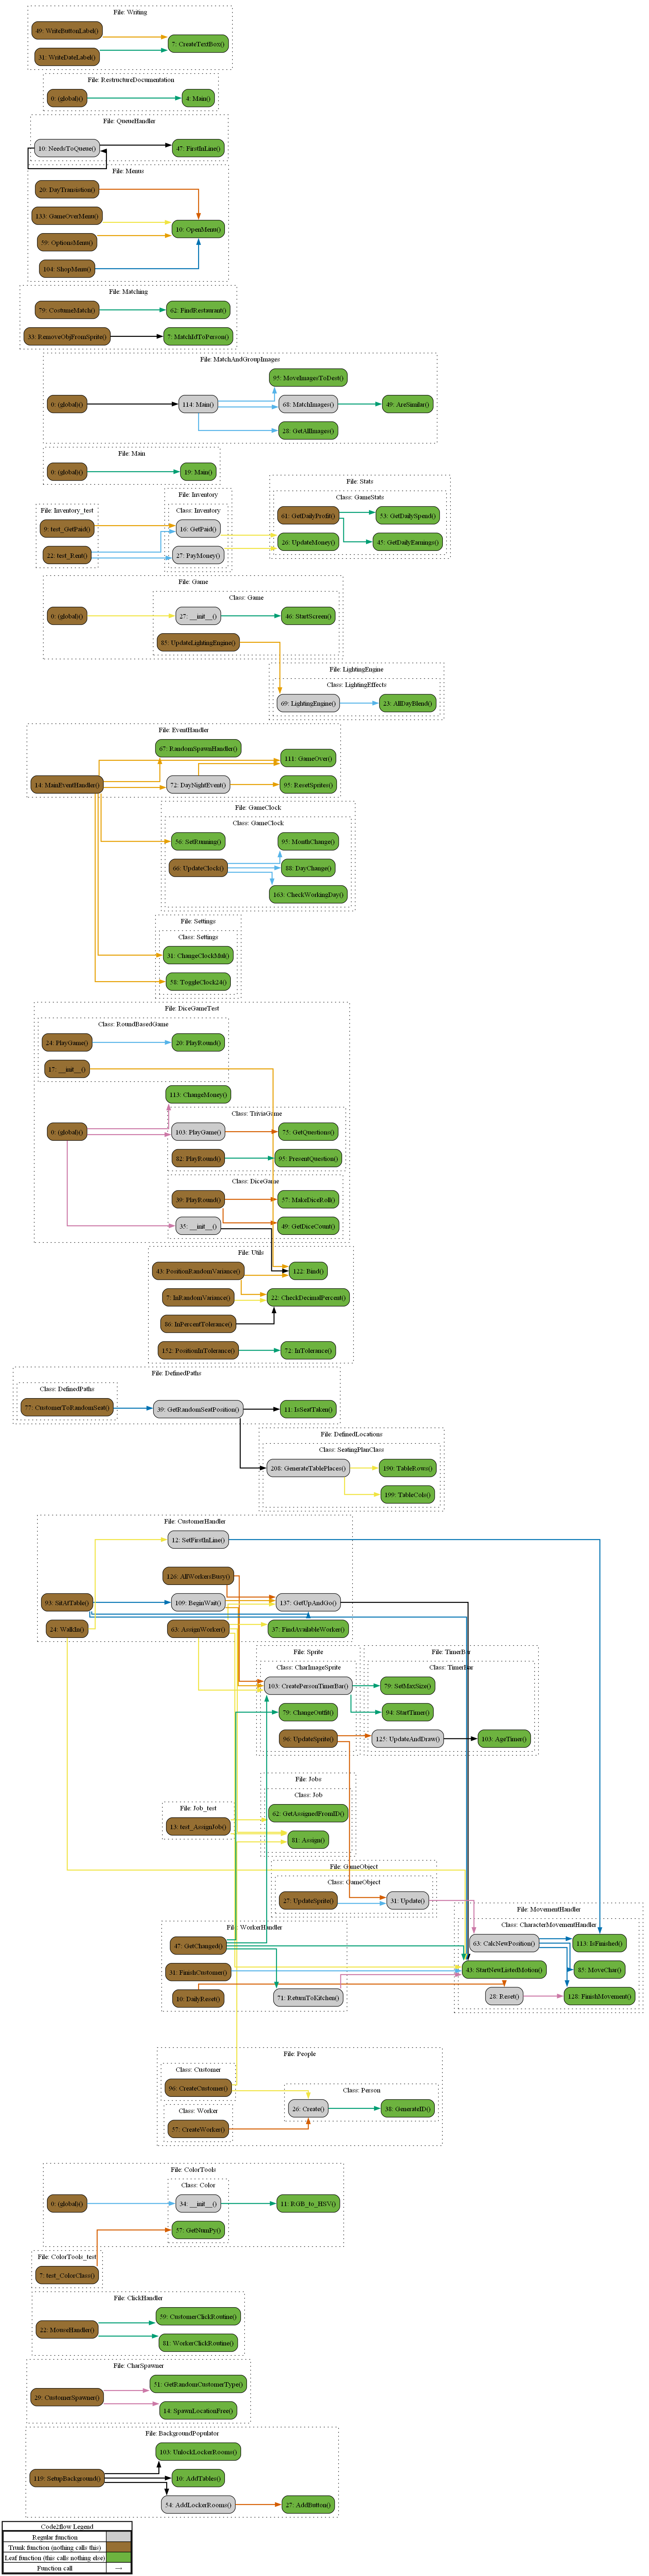 File: Writing
49: WriteButtonLabel()
7: CreateTextBox()
31: WriteDateLabel()
File: RestructureDocumentation
0: (global)()
4: Main()
File: QueueHandler
10: NeedsToQueue()
47: FirstInLine()
File: Menus
20: DayTransistion()
133: GameOverMenu()
16: OpenMenu()
59: OptionsMenu()
104: ShopMenu()
File: Matching
79: CostumeMatch()
62: FindRestaurant()
33: RemoveObjFromSprite()
7: MatchIdToPerson()
File: MatchAndGroupImages
95: MoveImagesToDest()
0: (global)()
114: Main()
68: MatchImages()
49: AreSimilar()
28: GetAllImages()
File: Main
0: (global)()
19: Main()
File: Stats
File: Inventory
Class: GameStats
File: Inventory_test
Class: Inventory
61: GetDailyProfit()
53: GetDailySpend()
9: test_GetPaid()
16: GetPaid()
26: UpdateMoney()
45: GetDailyEarnings()
22: test_Rent()
27: PayMoney()
File: Game
Class: Game
0: (global)()
27: __init__()
46: StartScreen()
85: UpdateLightingEngine()
File: LightingEngine
Class: LightingEffects
69: LightingEngine()
23: AllDayBlend()
File: EventHandler
67: RandomSpawnHandler()
111: GameOver()
14: MainEventHandler()
72: DayNightEvent()
95: ResetSprites()
File: GameClock
Class: GameClock
56: SetRunning()
95: MonthChange()
66: UpdateClock()
88: DayChange()
163: CheckWorkingDay()
File: Settings
Class: Settings
31: ChangeClockMul()
38: ToggleClock24()
File: DiceGameTest
Class: RoundBasedGame
24: PlayGame()
20: PlayRound()
17: __init__()
113: ChangeMoney()
Class: TriviaGame
0: (global)()
103: PlayGame()
75: GetQuestions()
82: PlayRound()
95: PresentQuestion()
Class: DiceGame
39: PlayRound()
57: MakeDiceRoll()
35: __init__()
49: GetDiceCount()
File: Utils
43: PositionRandomVariance()
122: Bind()
7: InRandomVariance()
22: CheckDecimalPercent()
86: InPercentTolerance()
152: PositionInTolerance()
72: InTolerance()
File: DefinedPaths
Class: DefinedPaths
77: CustomerToRandomSeat()
39: GetRandomSeatPosition()
11: IsSeatTaken()
File: DefinedLocations
Class: SeatingPlanClass
208: GenerateTablePlaces()
190: TableRows()
199: TableCols()
File: CustomerHandler
12: SetFirstInLine()
126: AllWorkersBusy()
93: SitAtTable()
109: BeginWait()
137: GetUpAndGo()
24: WalkIn()
63: AssignWorker()
37: FindAvailableWorker()
File: Sprite
File: TimerBar
Class: CharImageSprite
Class: TimerBar
103: CreatePersonTimerBar()
79: SetMaxSize()
79: ChangeOutfit()
94: StartTimer()
90: UpdateSprite()
125: UpdateAndDraw()
103: AgeTimer()
File: Jobs
Class: Job
File: Job_test
62: GetAssignedFromID()
13: test_AssignJob()
81: Assign()
File: GameObject
Class: GameObject
27: UpdateSprite()
31: Update()
File: MovementHandler
File: WorkerHandler
Class: CharacterMovementHandler
47: GetChanged()
63: CalcNewPosition()
113: IsFinished()
31: FinishCustomer()
43: StartNewListedMotion()
85: MoveChar()
10: DailyReset()
71: ReturnToKitchen()
28: Reset()
128: FinishMovement()
File: People
Class: Customer
96: CreateCustomer()
Class: Person
Class: Worker
26: Create()
38: GenerateID()
57: CreateWorker()
File: ColorTools
Class: Color
0: (global)()
34: __init__()
11: RGB_to_HSV()
57: GetNumPy()
File: ColorTools_test
7: test_ColorClass()
File: ClickHandler
59: CustomerClickRoutine()
22: MouseHandler()
81: WorkerClickRoutine()
File: CharSpawner
51: GetRandomCustomerType()
29: CustomerSpawner()
14: SpawnLocationFree()
File: BackgroundPopulator
103: UnlockLockerRooms()
119: SetupBackground()
10: AddTables()
54: AddLockerRooms()
27: AddButton()
Code2flow Legend
Regular function
Trunk function (nothing calls this)
Leaf function (this calls nothing else)
Function call →